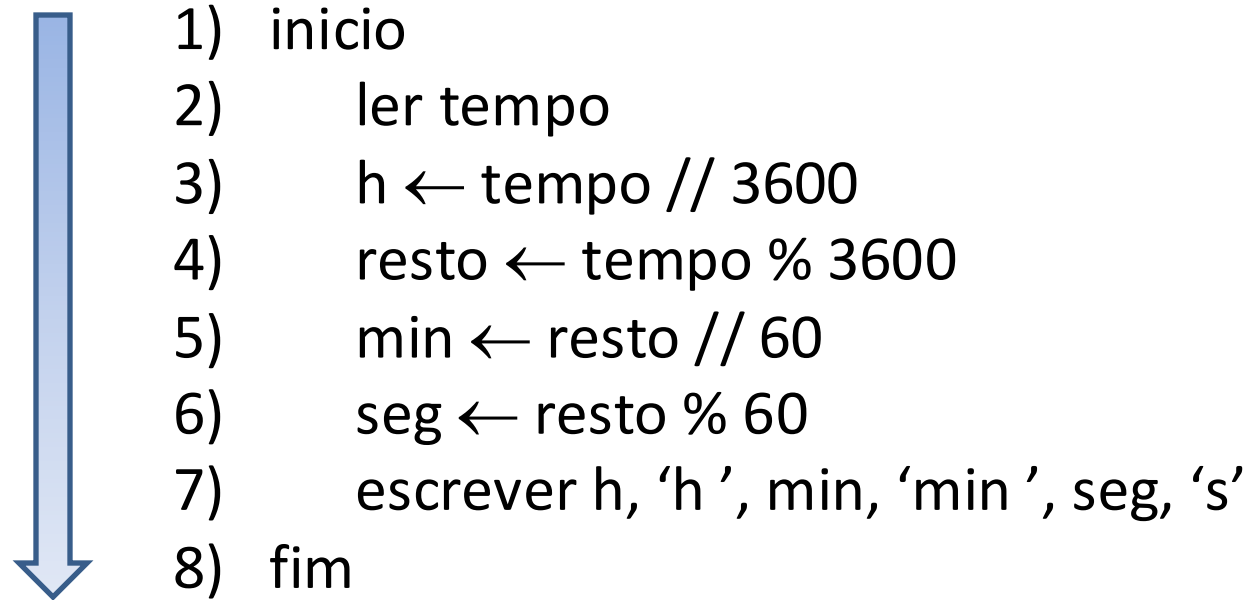 1) inicio
2) ler tempo
3) h ← tempo // 3600
4) resto ← tempo % 3600
5) min ← resto // 60
6) seg ← resto % 60
7) escrever h, ‘h ’, min, ‘min ’, seg, ‘s’
8) fim